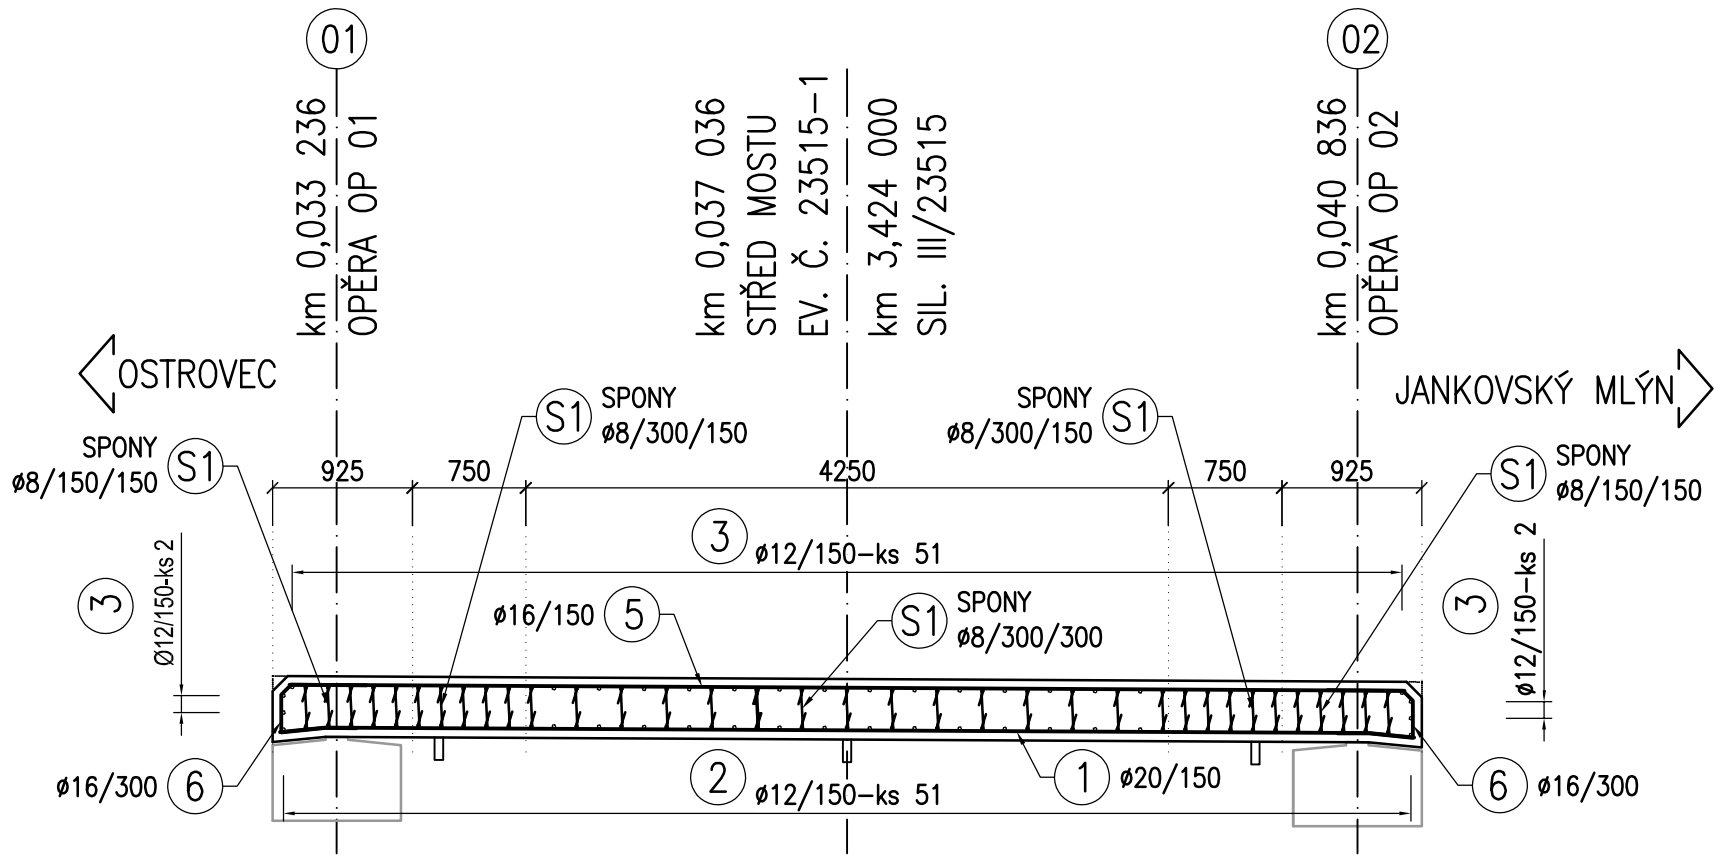 01
02
km 0,033 236
OPĚRA OP 01
km 0,037 036
STŘED MOSTU
EV. Č. 23515-1
km 3,424 000
SIL. III/23515
km 0,040 836
OPĚRA OP 02
OSTROVEC
JANKOVSKÝ MLÝN
SPONY
ø8/150/150
S1
S1
SPONY
ø8/300/150
SPONY
ø8/300/150
S1
S1
SPONY
ø8/150/150
925
750
4250
750
925
3
ø12/150-ks 51
3
Ø12/150-ks 2
3
ø12/150-ks 2
ø16/150
5
S1
SPONY
ø8/300/300
ø16/300
6
2
ø12/150-ks 51
1
ø20/150
6
ø16/300